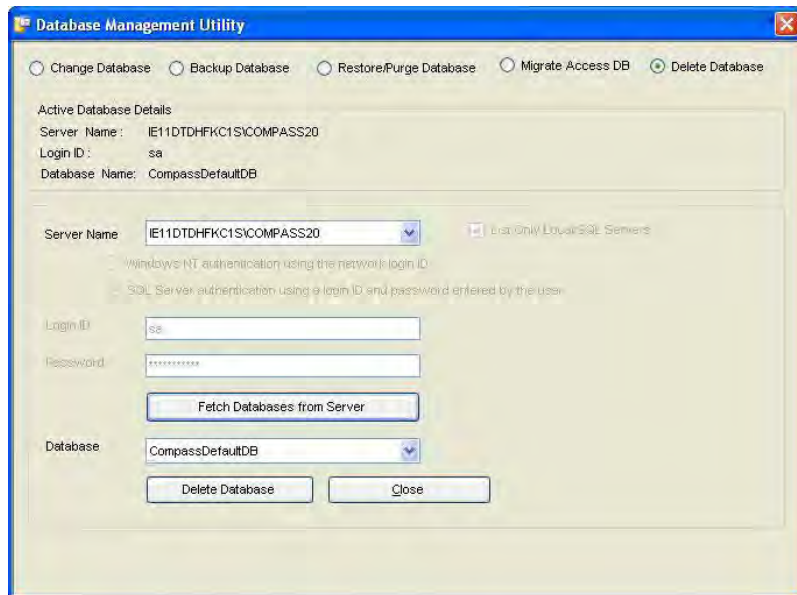 Database Management Utility
Change Database Backup Database Restore/Purge Database Migrate Access DB Delete Database
Active Database Details
Server Name : IE11DTDHFKC1S\COMPASS20
Login ID : sa
Database Name: CompassDefaultDB
Server Name IE11DTDHFKC1S\COMPASS20 List Only Local SQL Servers
Windows NT authentication using the network login ID
SQL Server authentication using a login ID and password entered by the user
Login ID sa
Password ***********
Fetch Databases from Server
Database CompassDefaultDB
Delete Database Close